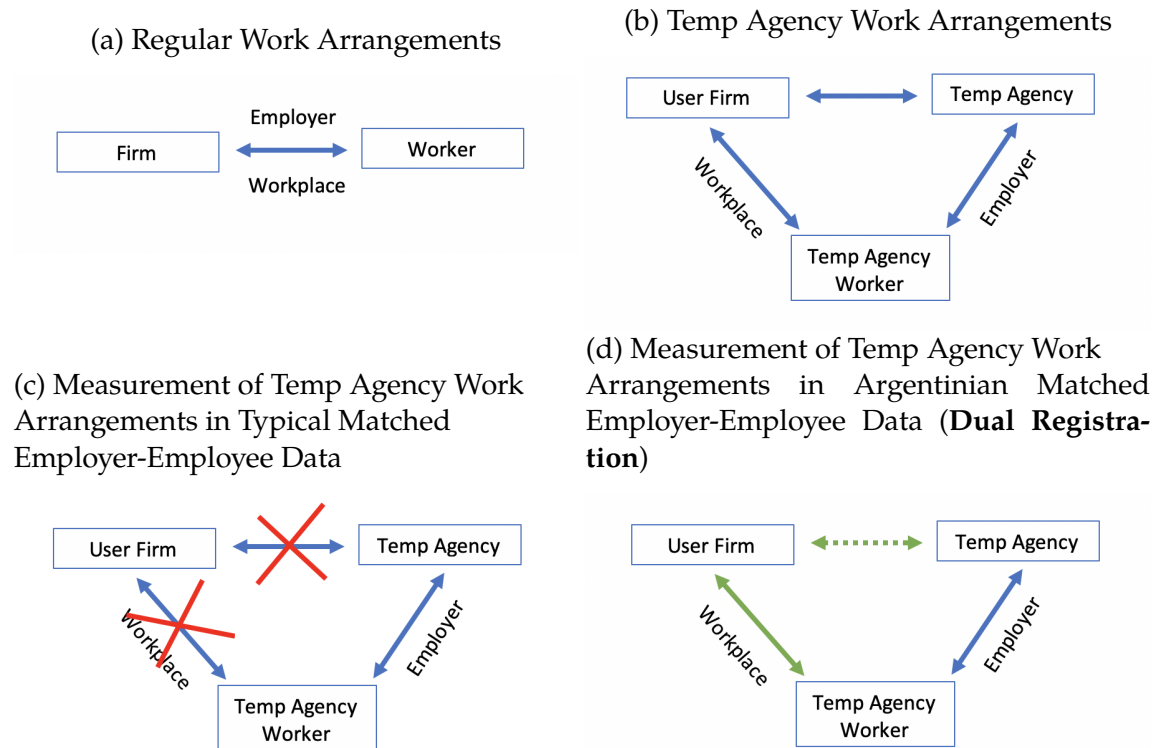 (a) Regular Work Arrangements
Employer
Firm
Worker
Workplace
(b) Temp Agency Work Arrangements
User Firm
Temp Agency
Workplace
Employer
Temp Agency
Worker
(c) Measurement of Temp Agency Work
Arrangements in Typical Matched
Employer-Employee Data
User Firm
Temp Agency
Workplace
Employer
Temp Agency
Worker
(d) Measurement of Temp Agency Work
Arrangements in Argentinian Matched
Employer-Employee Data (Dual Registra-
tion)
User Firm
Temp Agency
Workplace
Employer
Temp Agency
Worker